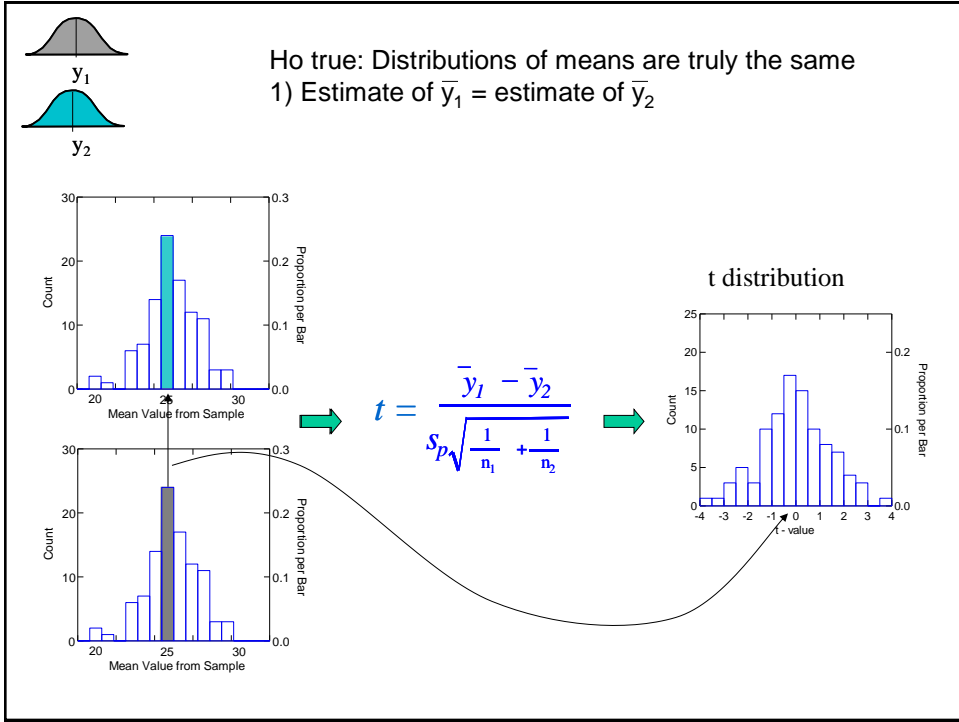 y₁
y₂
Ho true: Distributions of means are truly the same
1) Estimate of y̅₁ = estimate of y̅₂
30
20
10
0
0.3
0.2
0.1
0.0
Count
Proportion per Bar
20 25 30
Mean Value from Sample
30
20
10
0
0.3
0.2
0.1
0.0
Count
Proportion per Bar
20 25 30
Mean Value from Sample
t = (y̅₁ − y̅₂) / (sₚ√(1/n₁ + 1/n₂))
t distribution
25
20
15
10
5
0
0.2
0.1
0.0
Count
Proportion per Bar
-4 -3 -2 -1 0 1 2 3 4
t - value